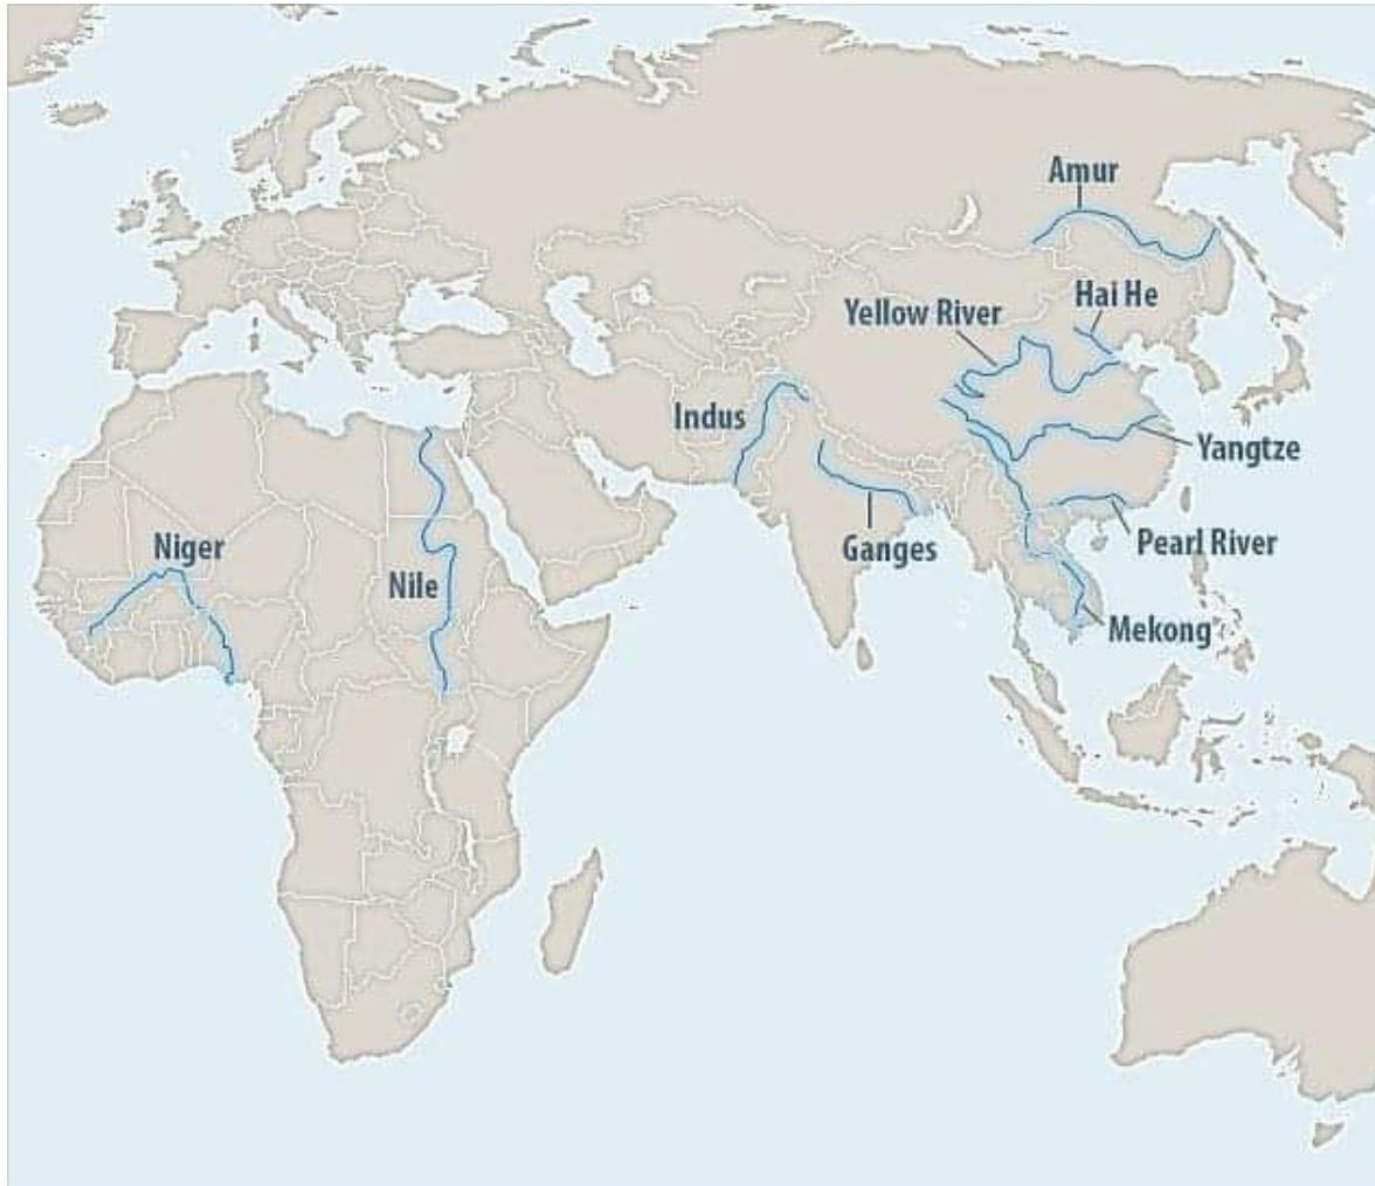 Amur
Hai He
Yellow River
Indus
Yangtze
Ganges
Pearl River
Niger
Nile
Mekong